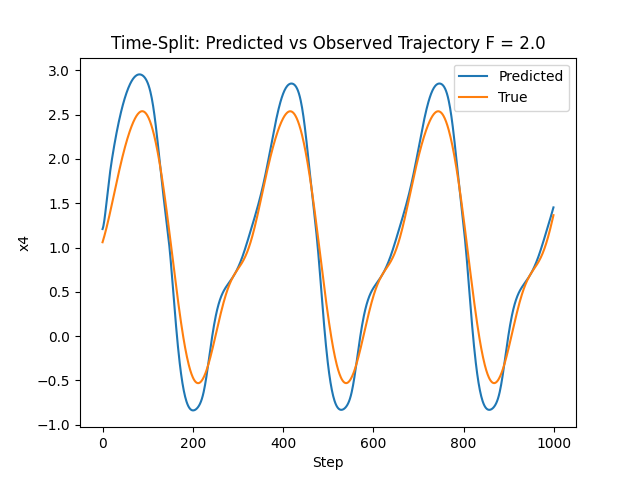 Time-Split: Predicted vs Observed Trajectory F = 2.0
Predicted
True
3.0
2.5
2.0
1.5
1.0
0.5
0.0
−0.5
−1.0
x4
0 200 400 600 800 1000
Step